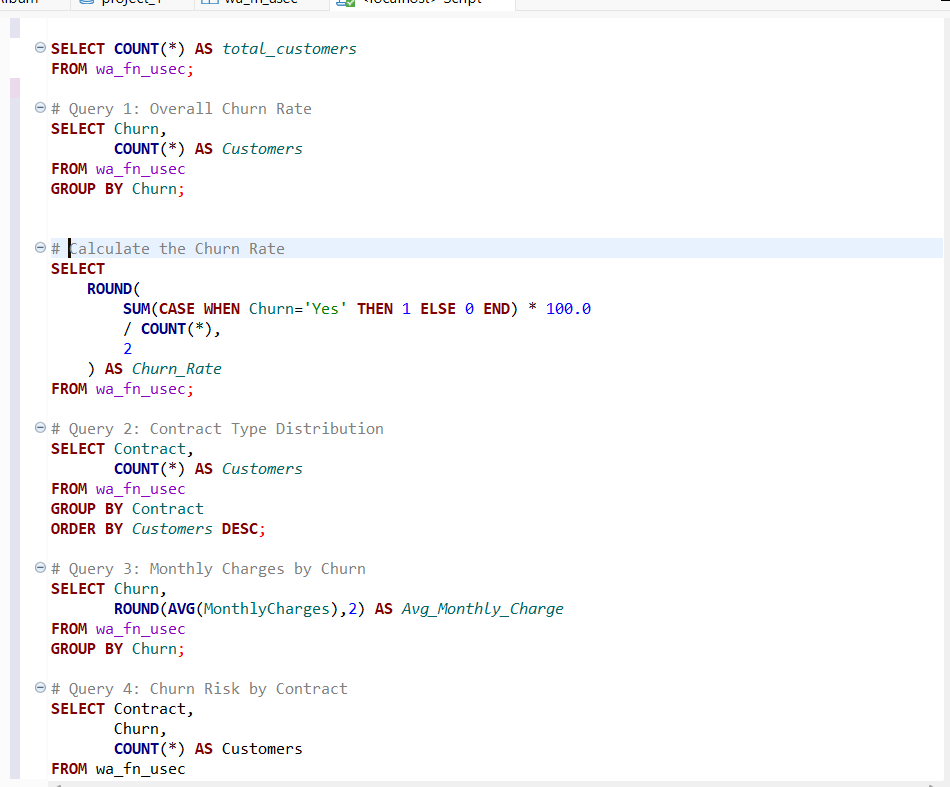 project_1 wa_fn_usec <localhost> Script
SELECT COUNT(*) AS total_customers
FROM wa_fn_usec;
# Query 1: Overall Churn Rate
SELECT Churn,
COUNT(*) AS Customers
FROM wa_fn_usec
GROUP BY Churn;
# Calculate the Churn Rate
SELECT
ROUND(
SUM(CASE WHEN Churn='Yes' THEN 1 ELSE 0 END) * 100.0
/ COUNT(*),
2
) AS Churn_Rate
FROM wa_fn_usec;
# Query 2: Contract Type Distribution
SELECT Contract,
COUNT(*) AS Customers
FROM wa_fn_usec
GROUP BY Contract
ORDER BY Customers DESC;
# Query 3: Monthly Charges by Churn
SELECT Churn,
ROUND(AVG(MonthlyCharges),2) AS Avg_Monthly_Charge
FROM wa_fn_usec
GROUP BY Churn;
# Query 4: Churn Risk by Contract
SELECT Contract,
Churn,
COUNT(*) AS Customers
FROM wa_fn_usec